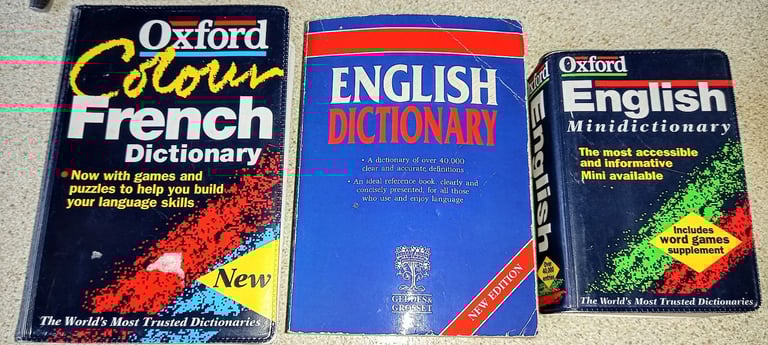 Oxford
Colour
French
Dictionary
Now with games and
puzzles to help you build
your language skills
New
The World's Most Trusted Dictionaries
ENGLISH
DICTIONARY
• A dictionary of over 40,000
clear and accurate definitions
• An ideal reference book, clearly and
concisely presented, for all those
who use and enjoy language
GEDDES &
GROSSET
NEW EDITION
Oxford
English
Oxford
English
Minidictionary
The most accessible
and informative
Mini available
Includes
word games
supplement
The World's Most Trusted Dictionaries